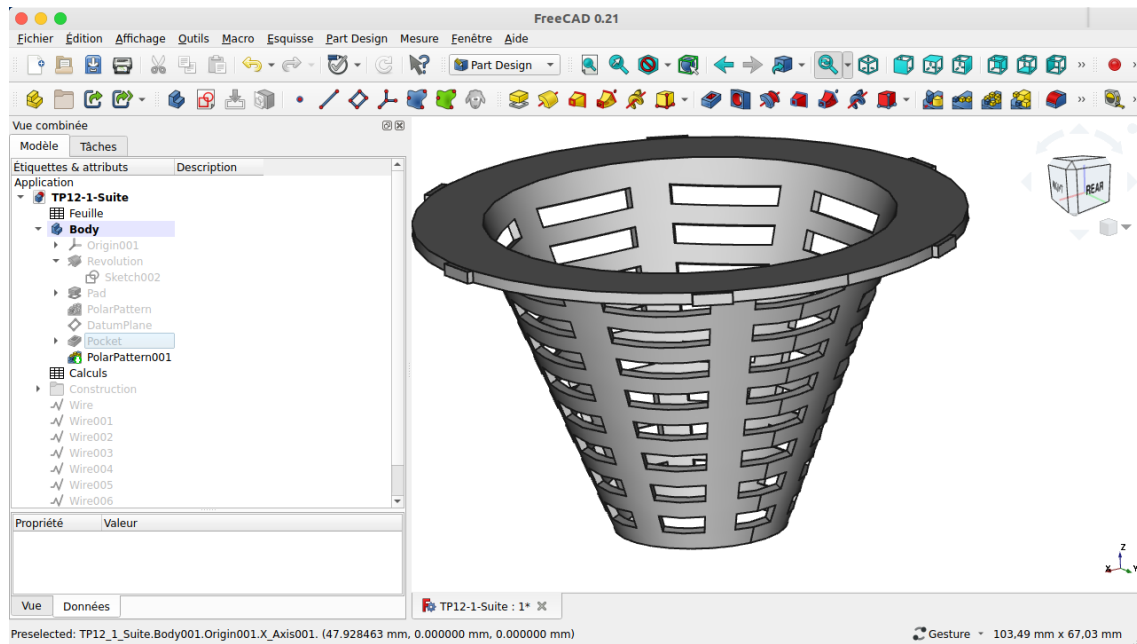 FreeCAD 0.21
Fichier Édition Affichage Outils Macro Esquisse Part Design Mesure Fenêtre Aide
Part Design
Vue combinée
Modèle Tâches
Étiquettes & attributs Description
Application
TP12-1-Suite
Feuille
Body
Origin001
Revolution
Sketch002
Pad
PolarPattern
DatumPlane
Pocket
PolarPattern001
Calculs
Construction
Wire
Wire001
Wire002
Wire003
Wire004
Wire005
Wire006
RIGHT REAR
Propriété Valeur
Z
X Y
Vue Données
TP12-1-Suite : 1*
Preselected: TP12_1_Suite.Body001.Origin001.X_Axis001. (47.928463 mm, 0.000000 mm, 0.000000 mm)
Gesture 103,49 mm x 67,03 mm